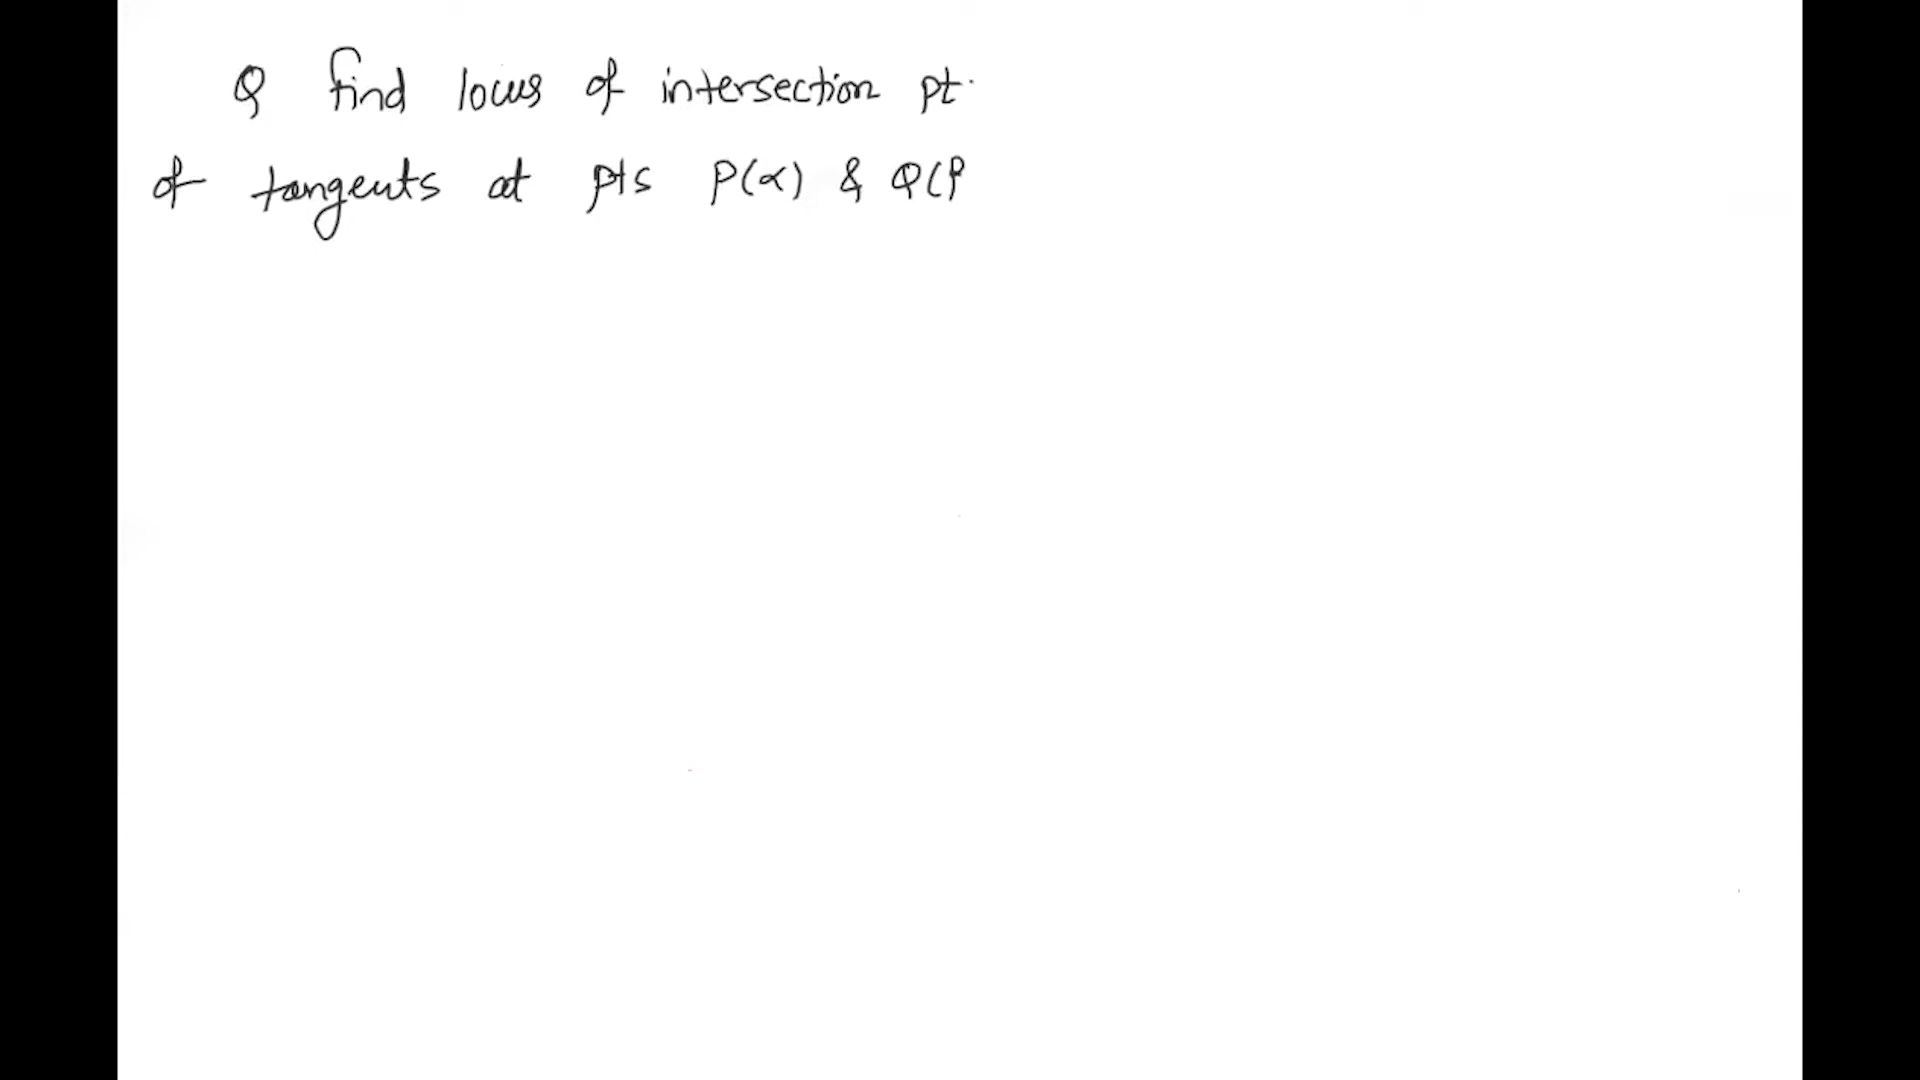 Q find locus of intersection pt.
of tangents at pts P(α) & Q(P